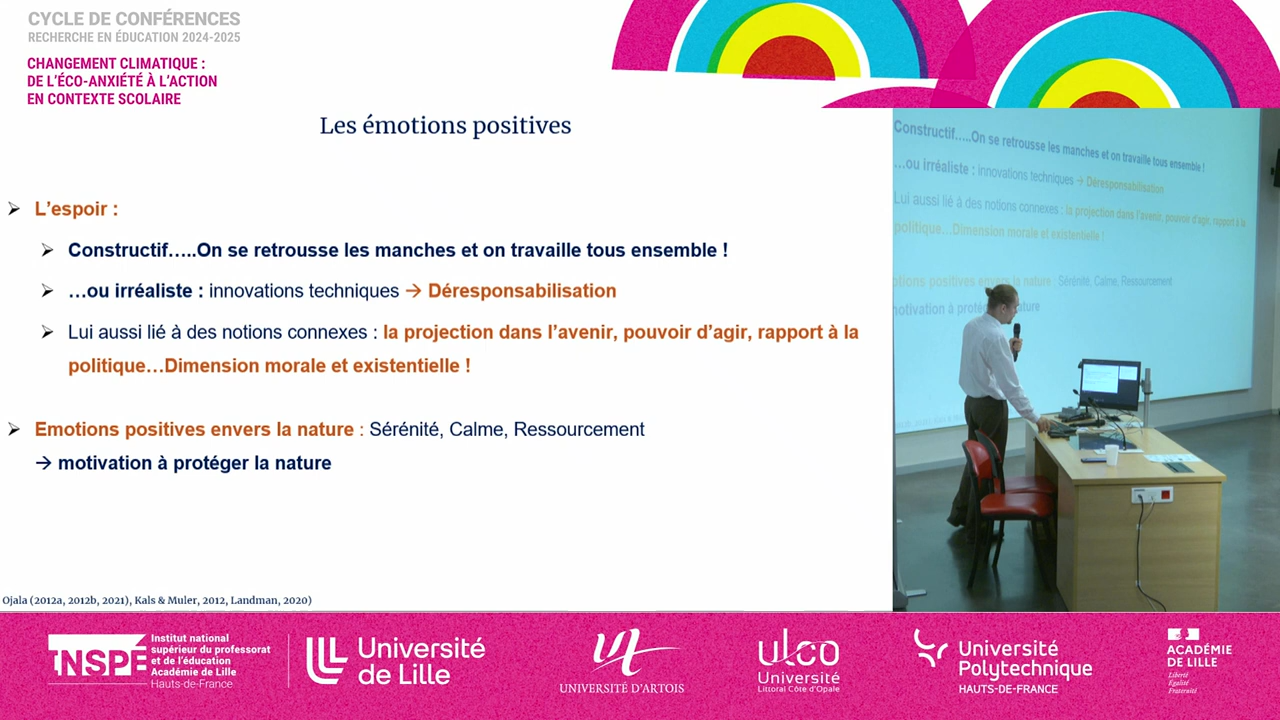 CYCLE DE CONFÉRENCES
RECHERCHE EN ÉDUCATION 2024-2025
CHANGEMENT CLIMATIQUE :
DE L'ÉCO-ANXIÉTÉ À L'ACTION
EN CONTEXTE SCOLAIRE
Les émotions positives
➢ L'espoir :
➢ Constructif…..On se retrousse les manches et on travaille tous ensemble !
➢ …ou irréaliste : innovations techniques → Déresponsabilisation
➢ Lui aussi lié à des notions connexes : la projection dans l'avenir, pouvoir d'agir, rapport à la
politique…Dimension morale et existentielle !
➢ Emotions positives envers la nature : Sérénité, Calme, Ressourcement
→ motivation à protéger la nature
Ojala (2012a, 2012b, 2021), Kals & Muler, 2012, Landman, 2020)
Constructif…..On se retrousse les manches et on travaille tous ensemble !
…ou irréaliste : innovations techniques → Déresponsabilisation
Lui aussi lié à des notions connexes : la projection dans l'avenir, pouvoir d'agir, rapport à la
politique…Dimension morale et existentielle !
positives envers la nature : Sérénité, Calme, Ressourcement
motivation à
INSPÉ
Institut national
supérieur du professorat
et de l'éducation
Académie de Lille
Hauts-de-France
Université
de Lille
UNIVERSITÉ D'ARTOIS
ulco
Université
Littoral Côte d'Opale
Université
Polytechnique
HAUTS-DE-FRANCE
ACADÉMIE
DE LILLE
Liberté
Égalité
Fraternité